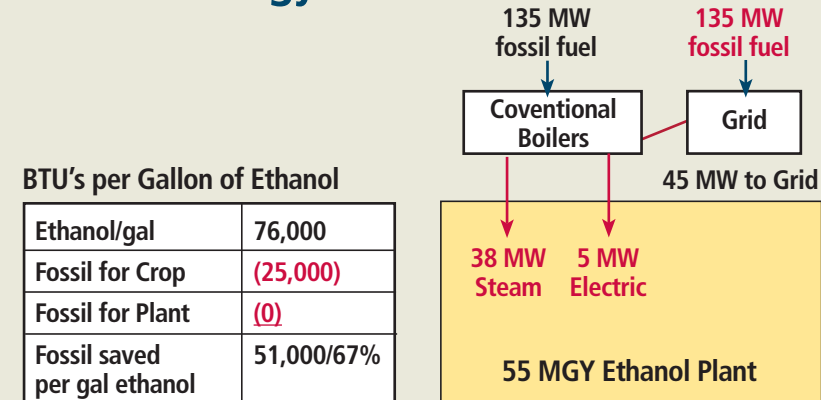 135 MW
fossil fuel
135 MW
fossil fuel
Coventional
Boilers
Grid
45 MW to Grid
38 MW
Steam
5 MW
Electric
55 MGY Ethanol Plant
BTU's per Gallon of Ethanol
Ethanol/gal 76,000
Fossil for Crop (25,000)
Fossil for Plant (0)
Fossil saved 51,000/67%
per gal ethanol